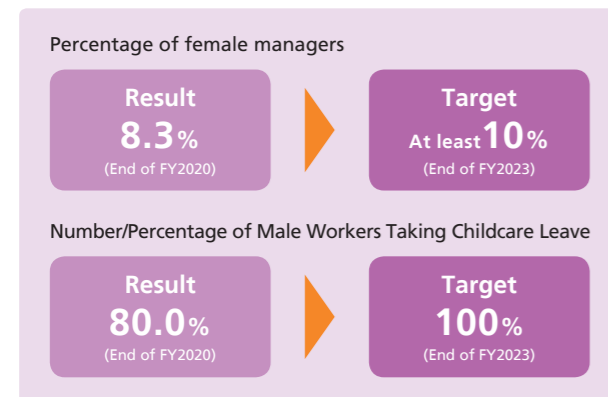 Percentage of female managers
Result
8.3%
(End of FY2020)
Target
At least 10%
(End of FY2023)
Number/Percentage of Male Workers Taking Childcare Leave
Result
80.0%
(End of FY2020)
Target
100%
(End of FY2023)